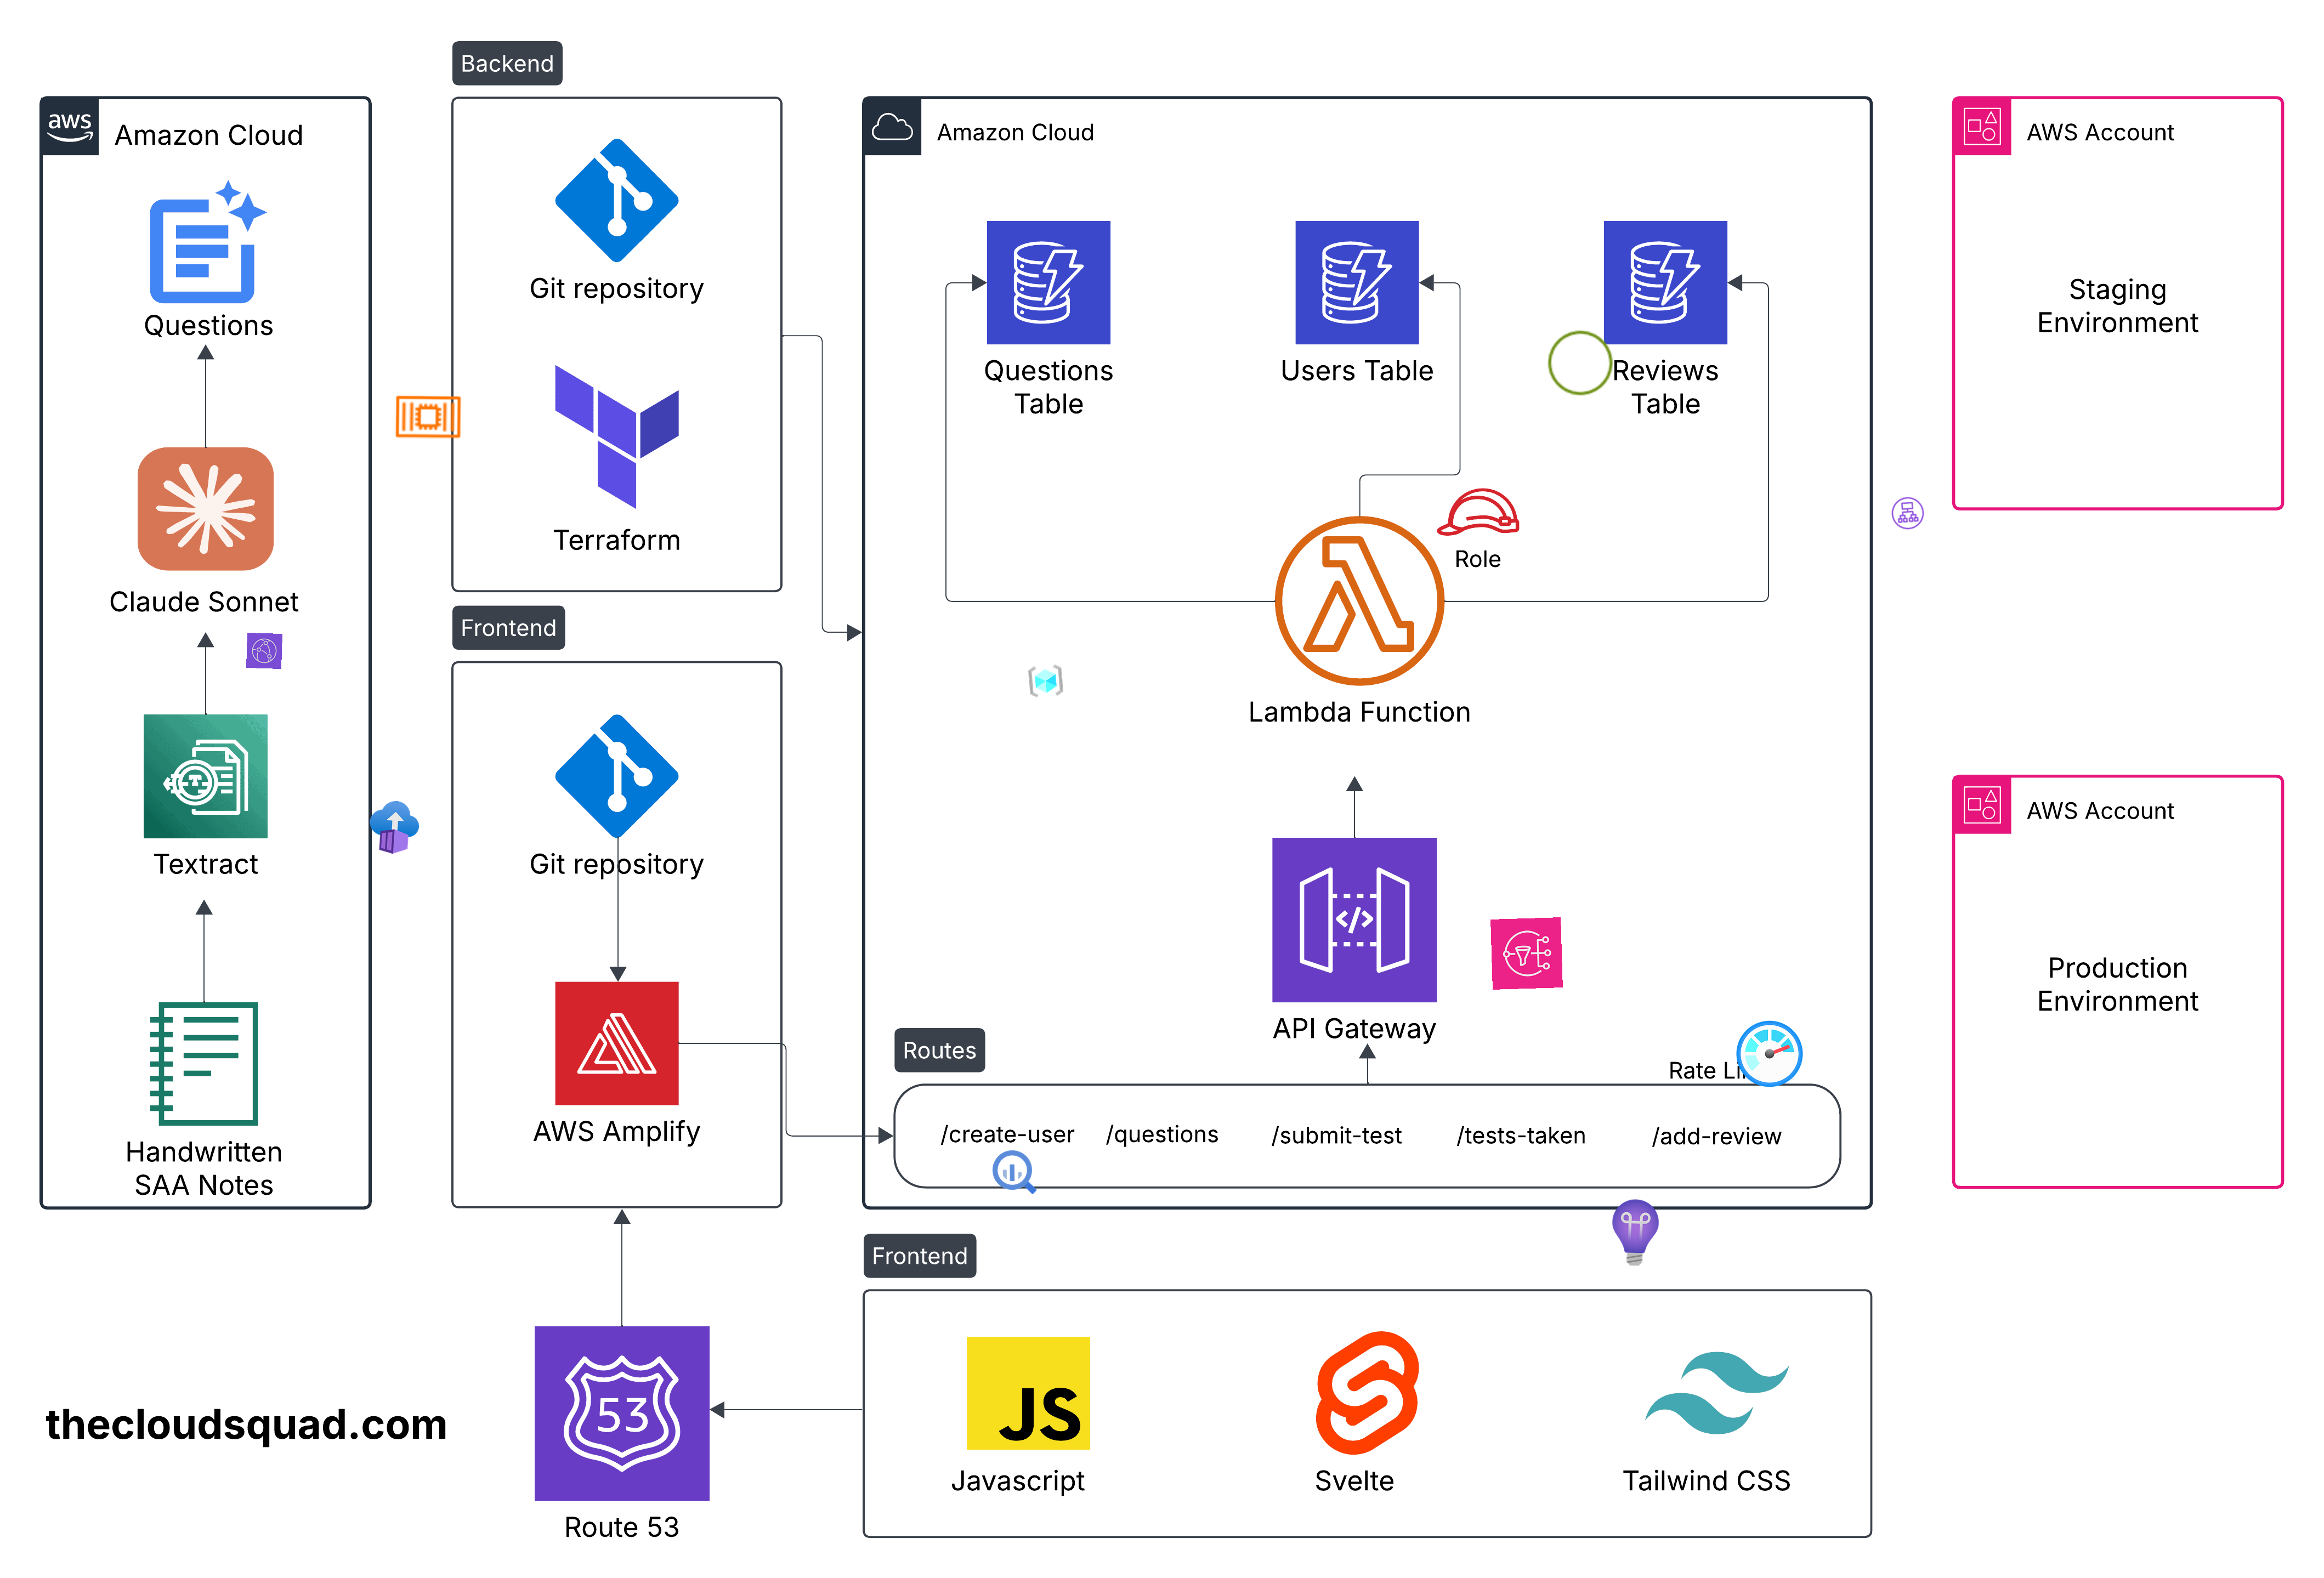 Backend
aws
Amazon Cloud
Questions
Claude Sonnet
Textract
Handwritten
SAA Notes
Git repository
Terraform
Frontend
Git repository
AWS Amplify
Amazon Cloud
Questions
Table
Users Table
Reviews
Table
Role
Lambda Function
API Gateway
Routes
Rate
/create-user
/questions
/submit-test
/tests-taken
/add-review
AWS Account
Staging
Environment
AWS Account
Production
Environment
Frontend
JS
Javascript
Svelte
Tailwind CSS
53
Route 53
thecloudsquad.com